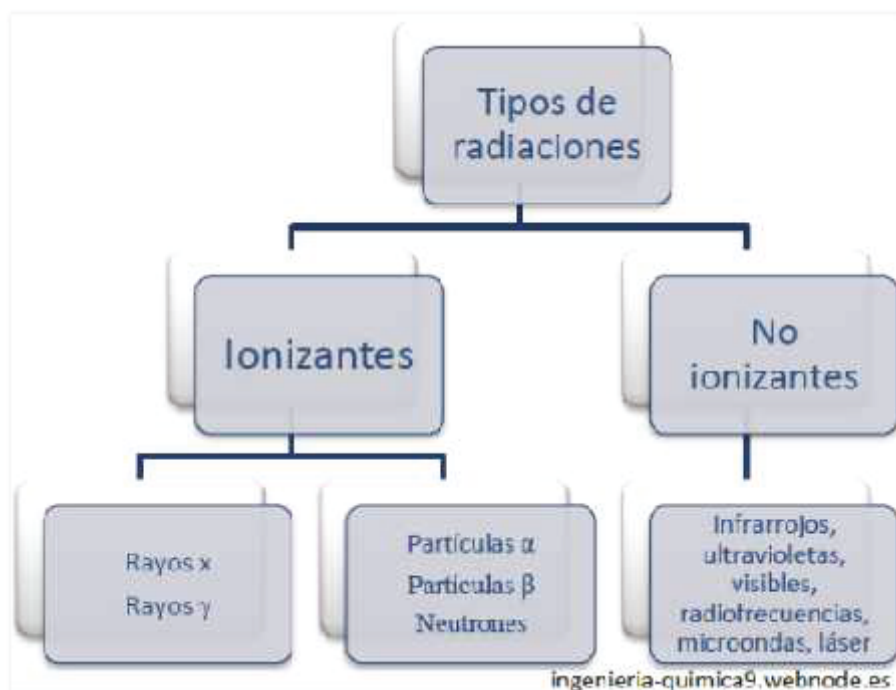 Tipos de
radiaciones
Ionizantes
No
ionizantes
Rayos x
Rayos γ
Partículas α
Partículas β
Neutrones
Infrarrojos,
ultravioletas,
visibles,
radiofrecuencias,
microondas, láser
ingenieria-quimica9.webnode.es